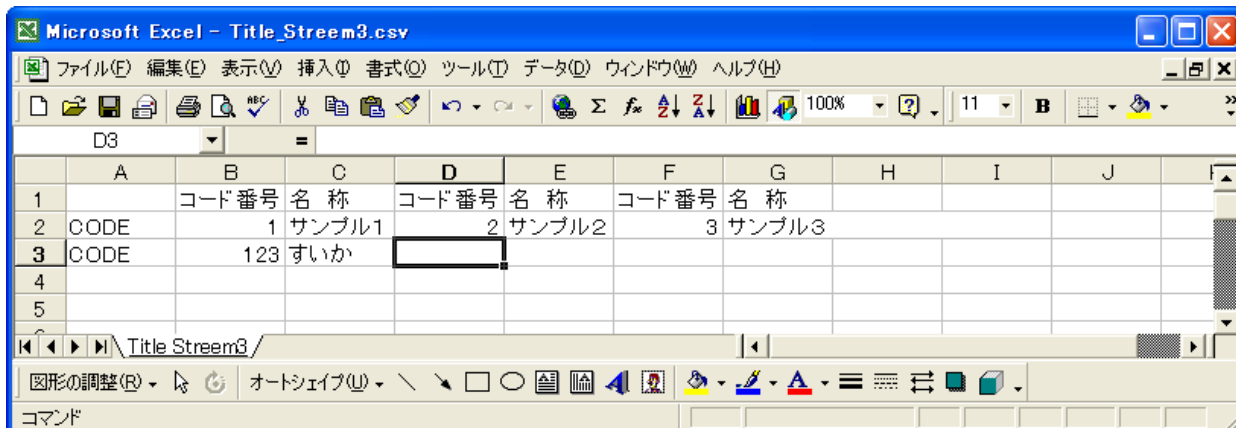 Microsoft Excel - Title_Streem3.csv
ファイル(F) 編集(E) 表示(V) 挿入(I) 書式(O) ツール(T) データ(D) ウィンドウ(W) ヘルプ(H)
ABC Σ fx A Z Z A 100% ? 11 B
D3 =
A B C D E F G H I J
1 コード番号 名 称 コード番号 名 称 コード番号 名 称
2 CODE 1 サンプル1 2 サンプル2 3 サンプル3
3 CODE 123 すいか
4
5
Title Streem3
図形の調整(R) オートシェイプ(U) A A
コマンド